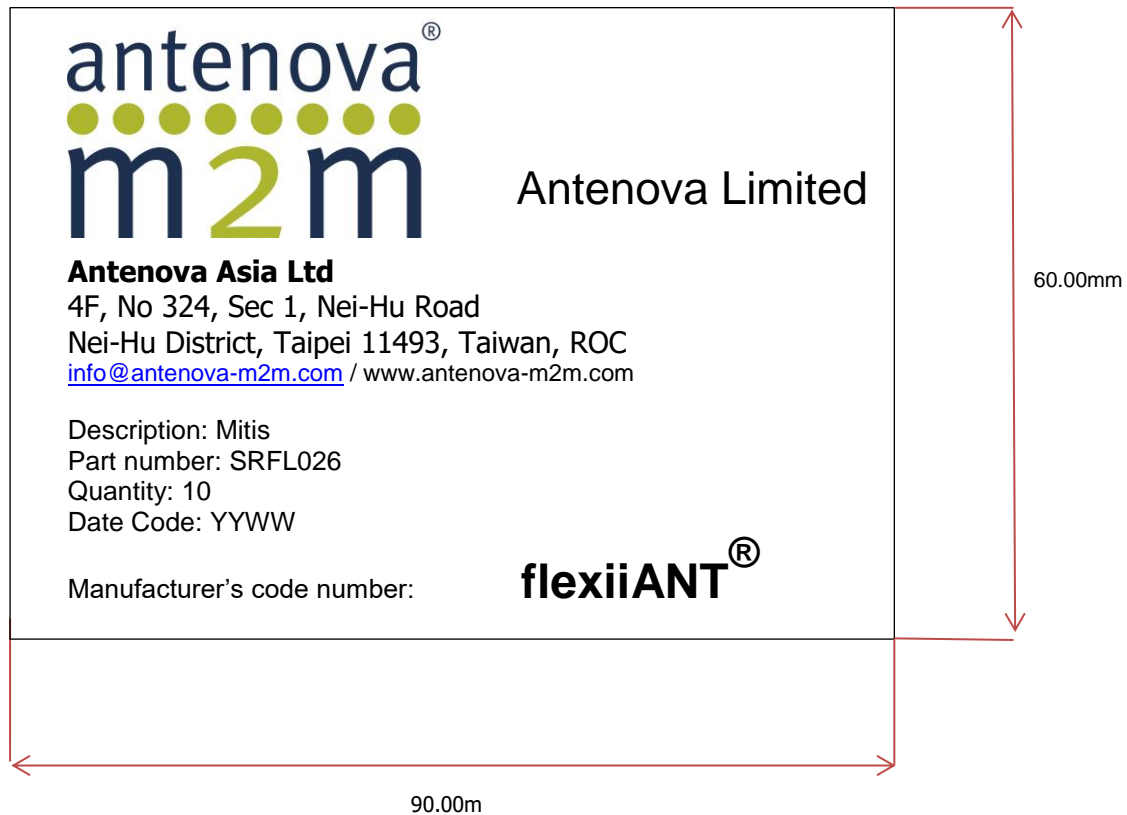 antenova®
m2m
Antenova Limited
Antenova Asia Ltd
4F, No 324, Sec 1, Nei-Hu Road
Nei-Hu District, Taipei 11493, Taiwan, ROC
info@antenova-m2m.com / www.antenova-m2m.com
Description: Mitis
Part number: SRFL026
Quantity: 10
Date Code: YYWW
Manufacturer’s code number:
flexiiANT®
60.00mm
90.00m